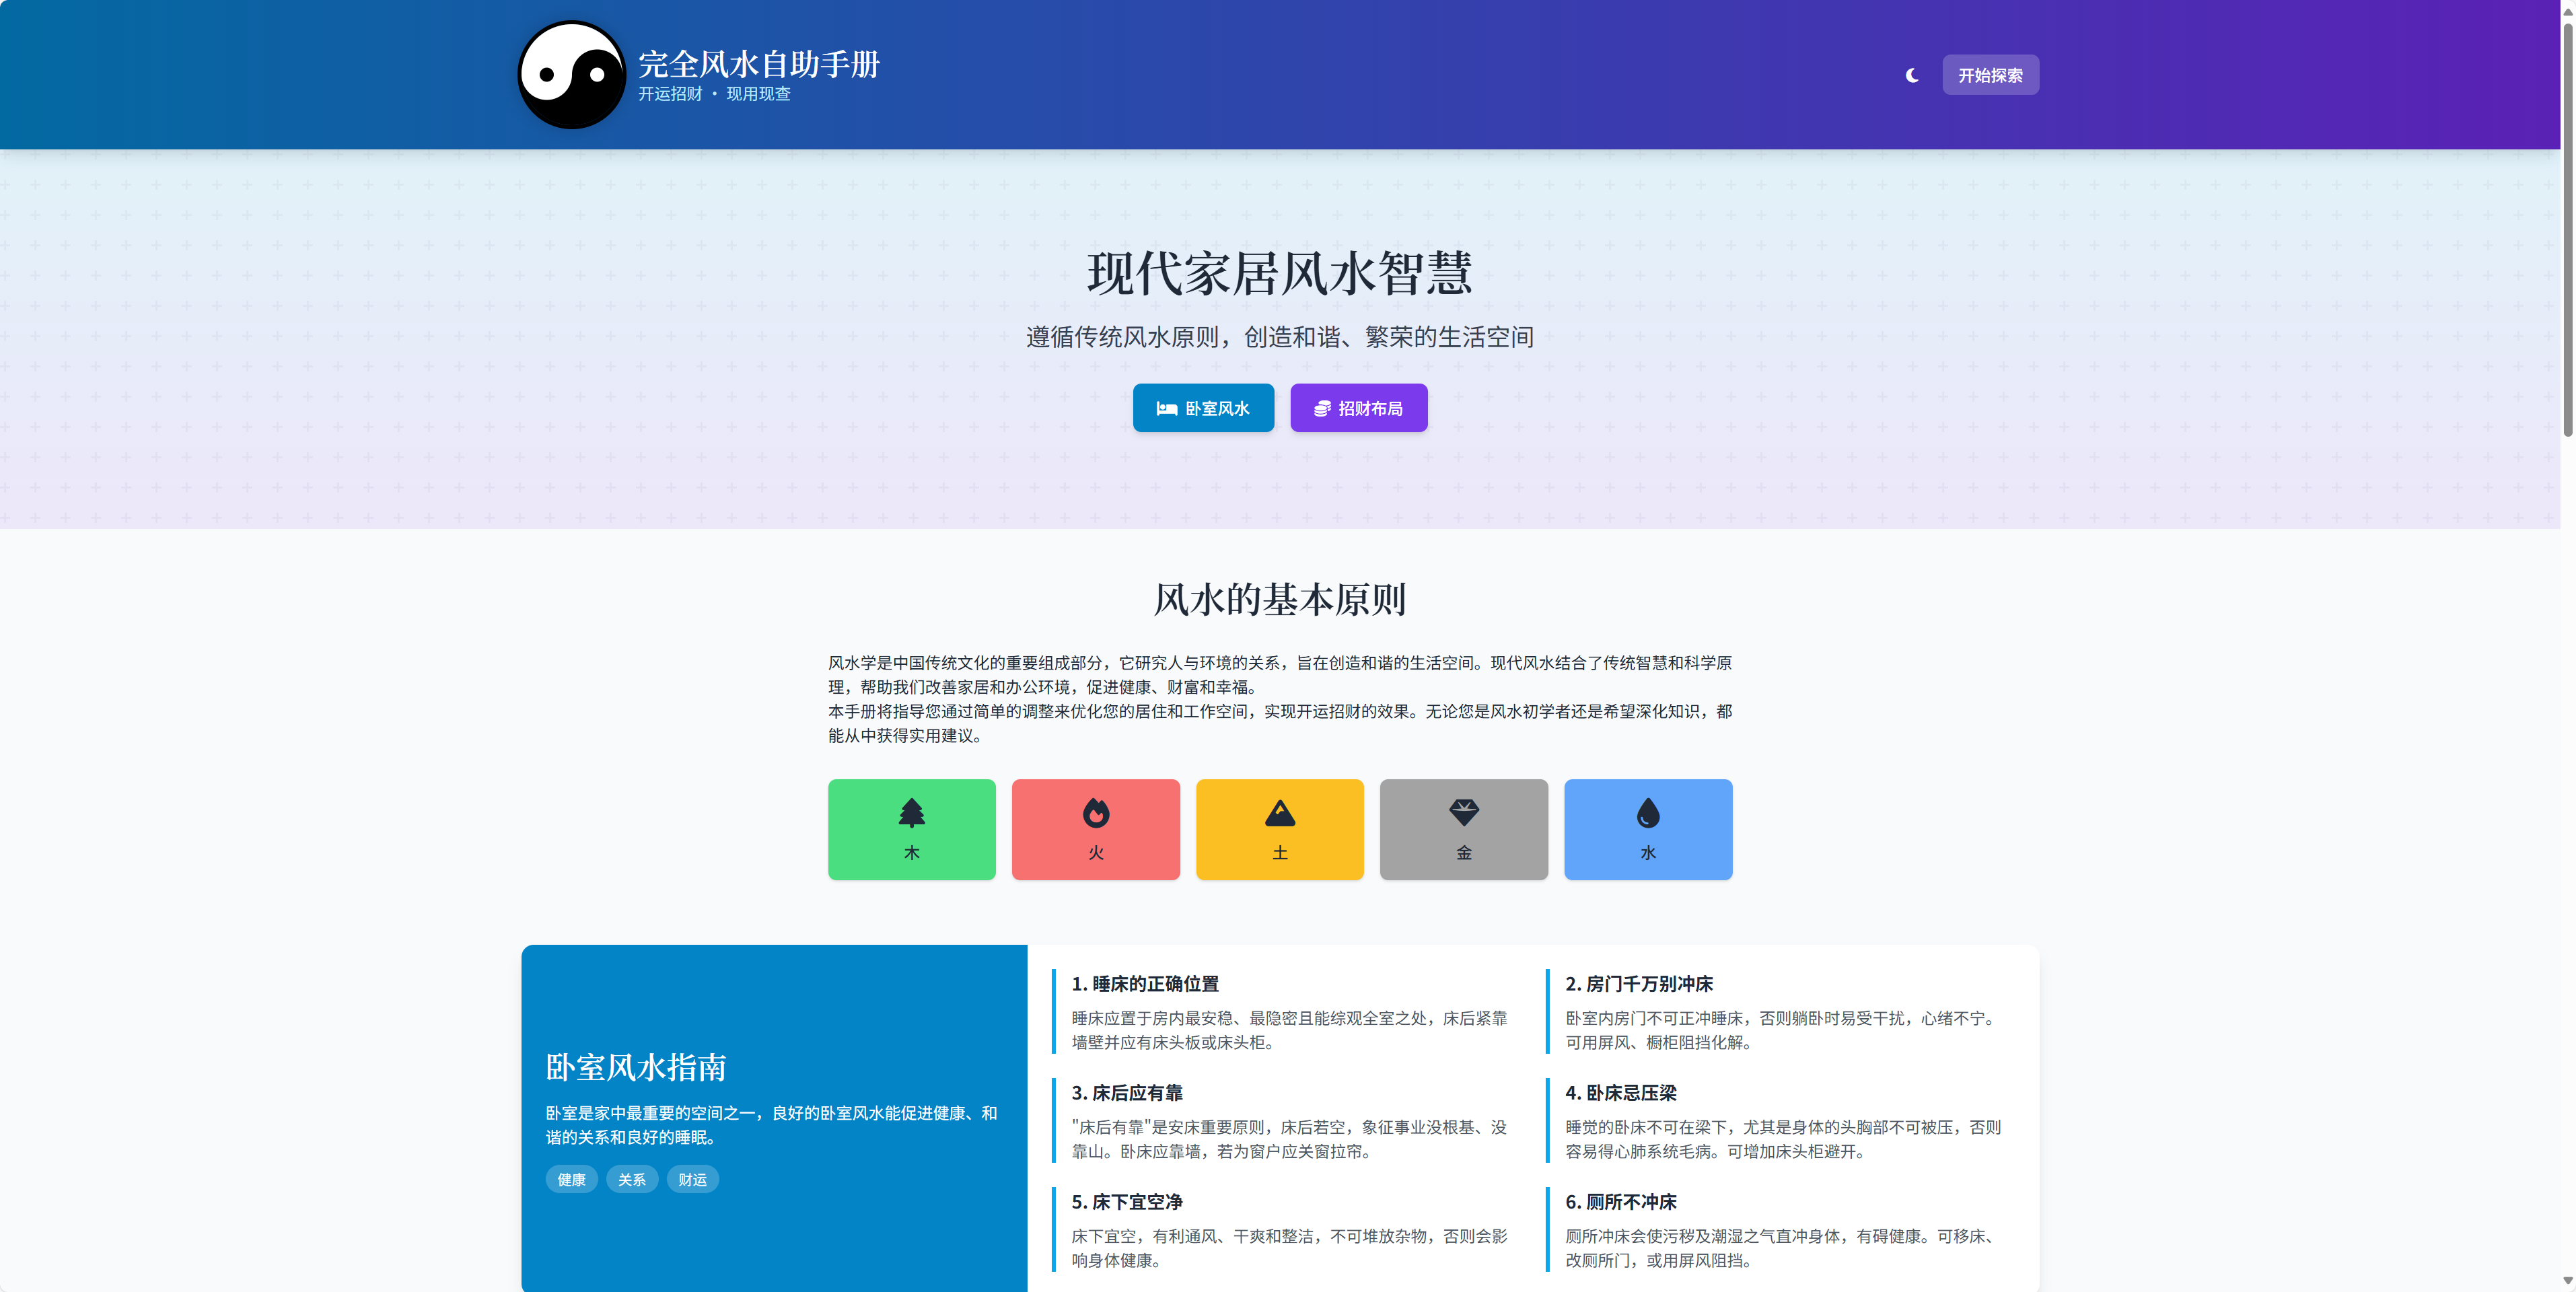 完全风水自助手册
开运招财 · 现用现查
开始探索
现代家居风水智慧
遵循传统风水原则，创造和谐、繁荣的生活空间
卧室风水
招财布局
风水的基本原则
风水学是中国传统文化的重要组成部分，它研究人与环境的关系，旨在创造和谐的生活空间。现代风水结合了传统智慧和科学原
理，帮助我们改善家居和办公环境，促进健康、财富和幸福。
本手册将指导您通过简单的调整来优化您的居住和工作空间，实现开运招财的效果。无论您是风水初学者还是希望深化知识，都
能从中获得实用建议。
木
火
土
金
水
卧室风水指南
卧室是家中最重要的空间之一，良好的卧室风水能促进健康、和
谐的关系和良好的睡眠。
健康
关系
财运
1. 睡床的正确位置
睡床应置于房内最安稳、最隐密且能综观全室之处，床后紧靠
墙壁并应有床头板或床头柜。
2. 房门千万别冲床
卧室内房门不可正冲睡床，否则躺卧时易受干扰，心绪不宁。
可用屏风、橱柜阻挡化解。
3. 床后应有靠
"床后有靠"是安床重要原则，床后若空，象征事业没根基、没
靠山。卧床应靠墙，若为窗户应关窗拉帘。
4. 卧床忌压梁
睡觉的卧床不可在梁下，尤其是身体的头胸部不可被压，否则
容易得心肺系统毛病。可增加床头柜避开。
5. 床下宜空净
床下宜空，有利通风、干爽和整洁，不可堆放杂物，否则会影
响身体健康。
6. 厕所不冲床
厕所冲床会使污秽及潮湿之气直冲身体，有碍健康。可移床、
改厕所门，或用屏风阻挡。